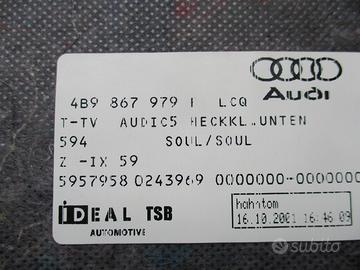 Audi
4B9 867 979 LCQ
T-TV AUDIC5 HECKKL.UNTEN
594 SOUL/SOUL
Z -IX 59
5957958 0243969 0000000-0000000
IDEAL TSB
AUTOMOTIVE
hahntom
16.10.2001 16:46:09
subito